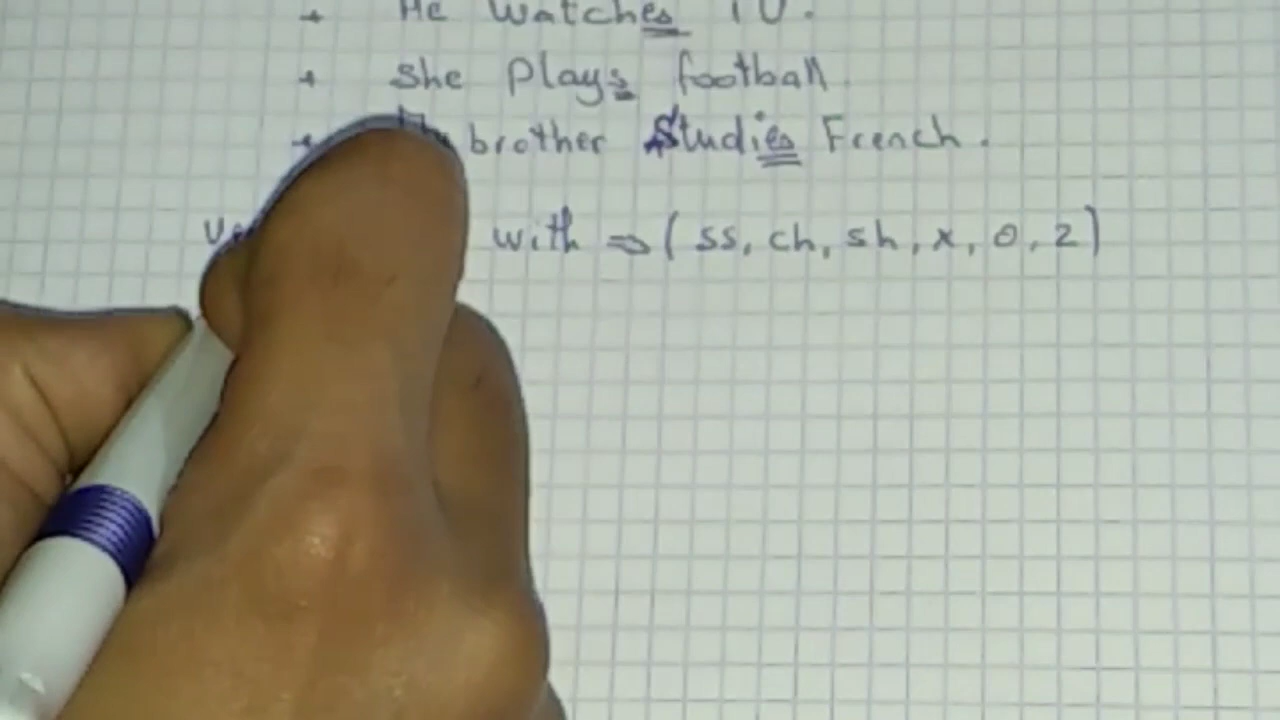 + He watches TV.
+ she plays football
+ brother Studies French.
with ⇒ ( ss, ch, sh, x, o, z )